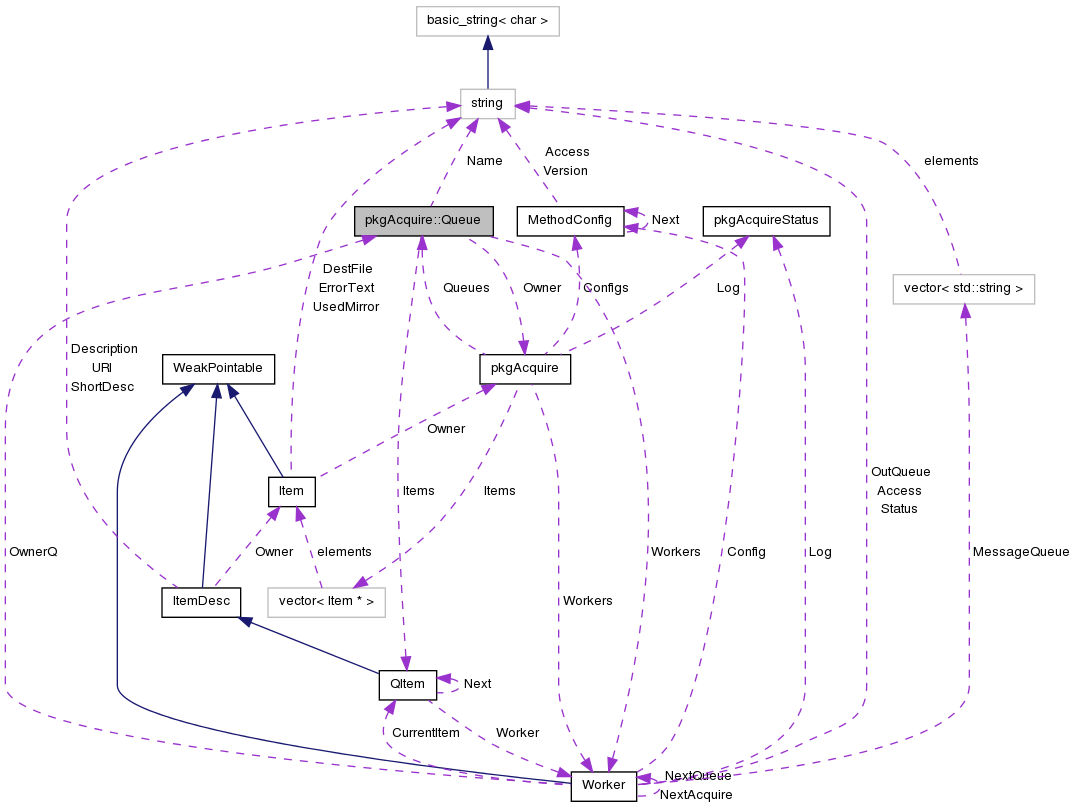 basic_string< char >
string
elements
Name
Access
Version
pkgAcquire::Queue
MethodConfig
Next
pkgAcquireStatus
DestFile
ErrorText
UsedMirror
Queues
Owner
Configs
Log
vector< std::string >
Description
URI
ShortDesc
WeakPointable
pkgAcquire
Owner
OutQueue
Access
Status
Item
Items
Items
OwnerQ
Owner
elements
Workers
Config
Log
MessageQueue
ItemDesc
vector< Item * >
Workers
QItem
Next
CurrentItem
Worker
Worker
NextQueue
NextAcquire